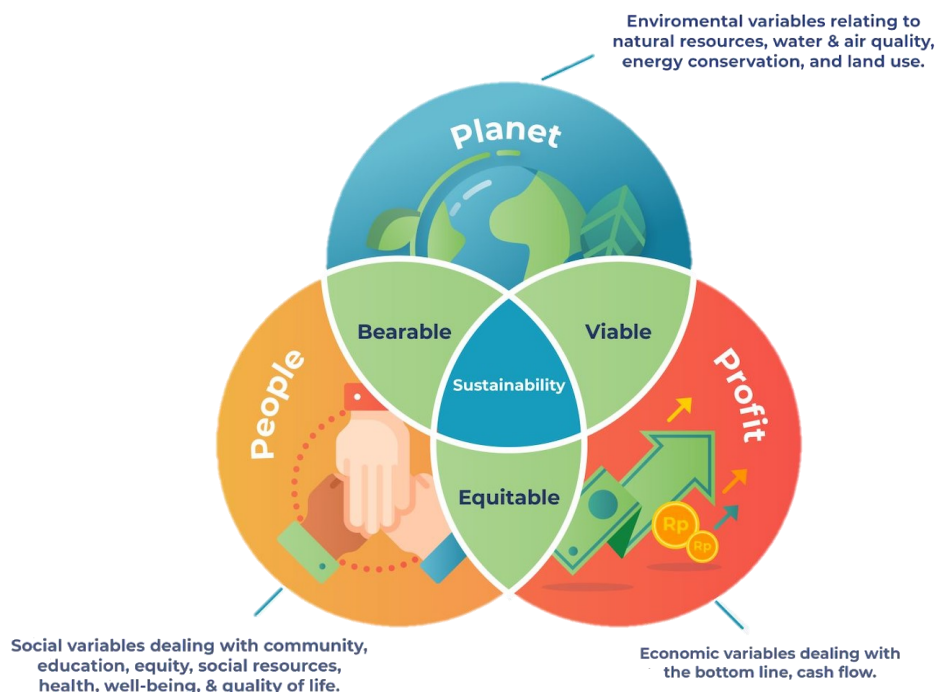 Enviromental variables relating to
natural resources, water & air quality,
energy conservation, and land use.
Planet
Bearable
Viable
Sustainability
People
Profit
Equitable
Rp
Rp
Social variables dealing with community,
education, equity, social resources,
health, well-being, & quality of life.
Economic variables dealing with
the bottom line, cash flow.